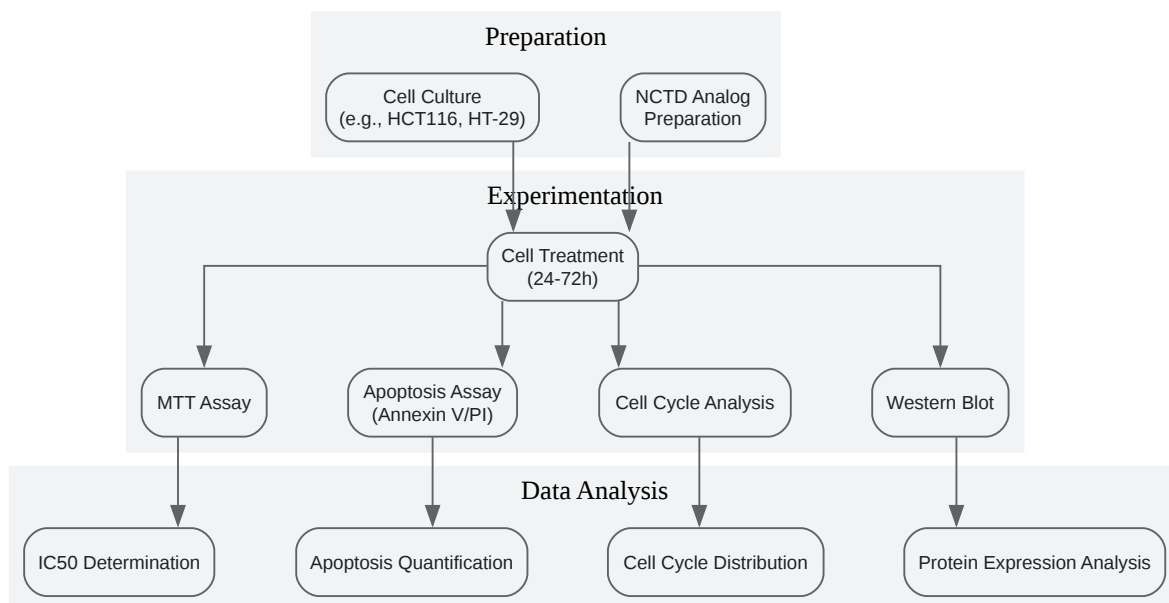 Preparation
Cell Culture
(e.g., HCT116, HT-29)
NCTD Analog
Preparation
Experimentation
Cell Treatment
(24-72h)
MTT Assay
Apoptosis Assay
(Annexin V/PI)
Cell Cycle Analysis
Western Blot
Data Analysis
IC50 Determination
Apoptosis Quantification
Cell Cycle Distribution
Protein Expression Analysis